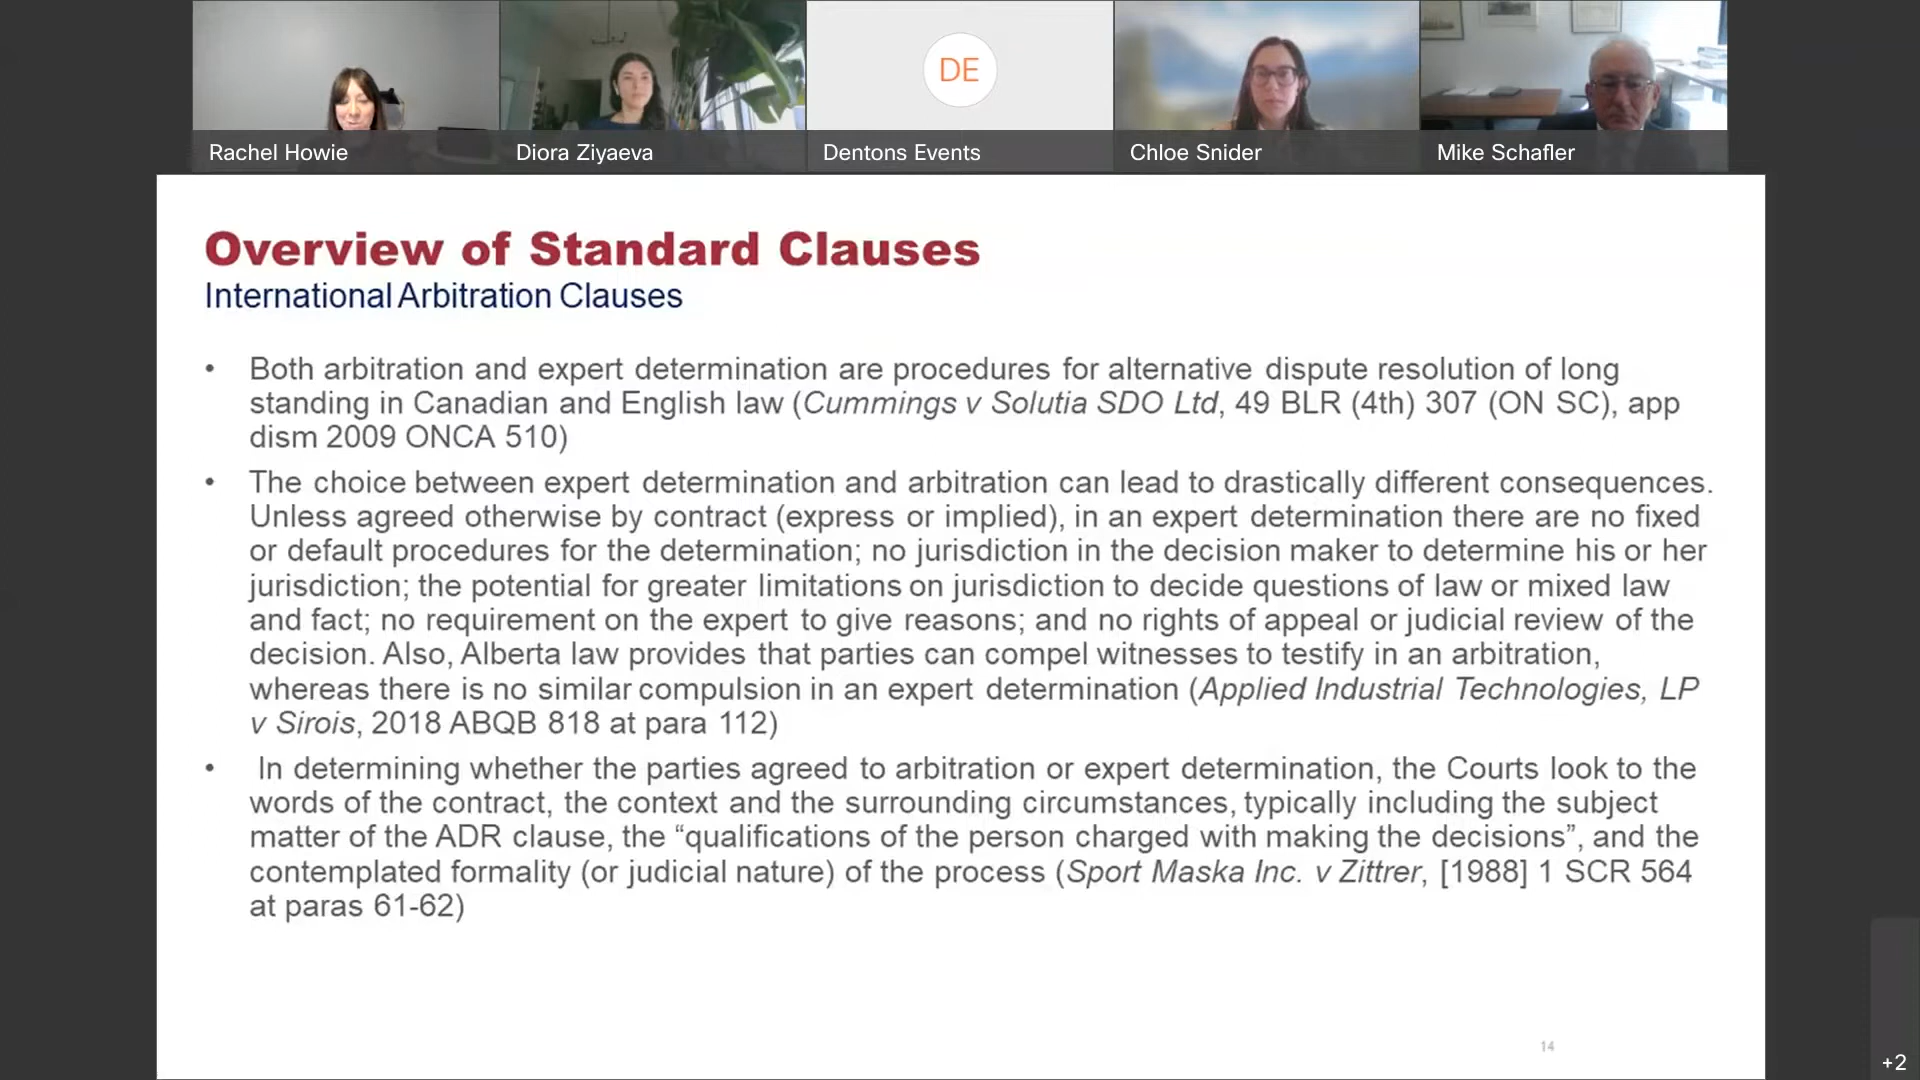 DE
Rachel Howie
Diora Ziyaeva
Dentons Events
Chloe Snider
Mike Schafler
Overview of Standard Clauses
International Arbitration Clauses
• Both arbitration and expert determination are procedures for alternative dispute resolution of long
standing in Canadian and English law (Cummings v Solutia SDO Ltd, 49 BLR (4th) 307 (ON SC), app
dism 2009 ONCA 510)
• The choice between expert determination and arbitration can lead to drastically different consequences.
Unless agreed otherwise by contract (express or implied), in an expert determination there are no fixed
or default procedures for the determination; no jurisdiction in the decision maker to determine his or her
jurisdiction; the potential for greater limitations on jurisdiction to decide questions of law or mixed law
and fact; no requirement on the expert to give reasons; and no rights of appeal or judicial review of the
decision. Also, Alberta law provides that parties can compel witnesses to testify in an arbitration,
whereas there is no similar compulsion in an expert determination (Applied Industrial Technologies, LP
v Sirois, 2018 ABQB 818 at para 112)
• In determining whether the parties agreed to arbitration or expert determination, the Courts look to the
words of the contract, the context and the surrounding circumstances, typically including the subject
matter of the ADR clause, the “qualifications of the person charged with making the decisions”, and the
contemplated formality (or judicial nature) of the process (Sport Maska Inc. v Zittrer, [1988] 1 SCR 564
at paras 61-62)
14
+2